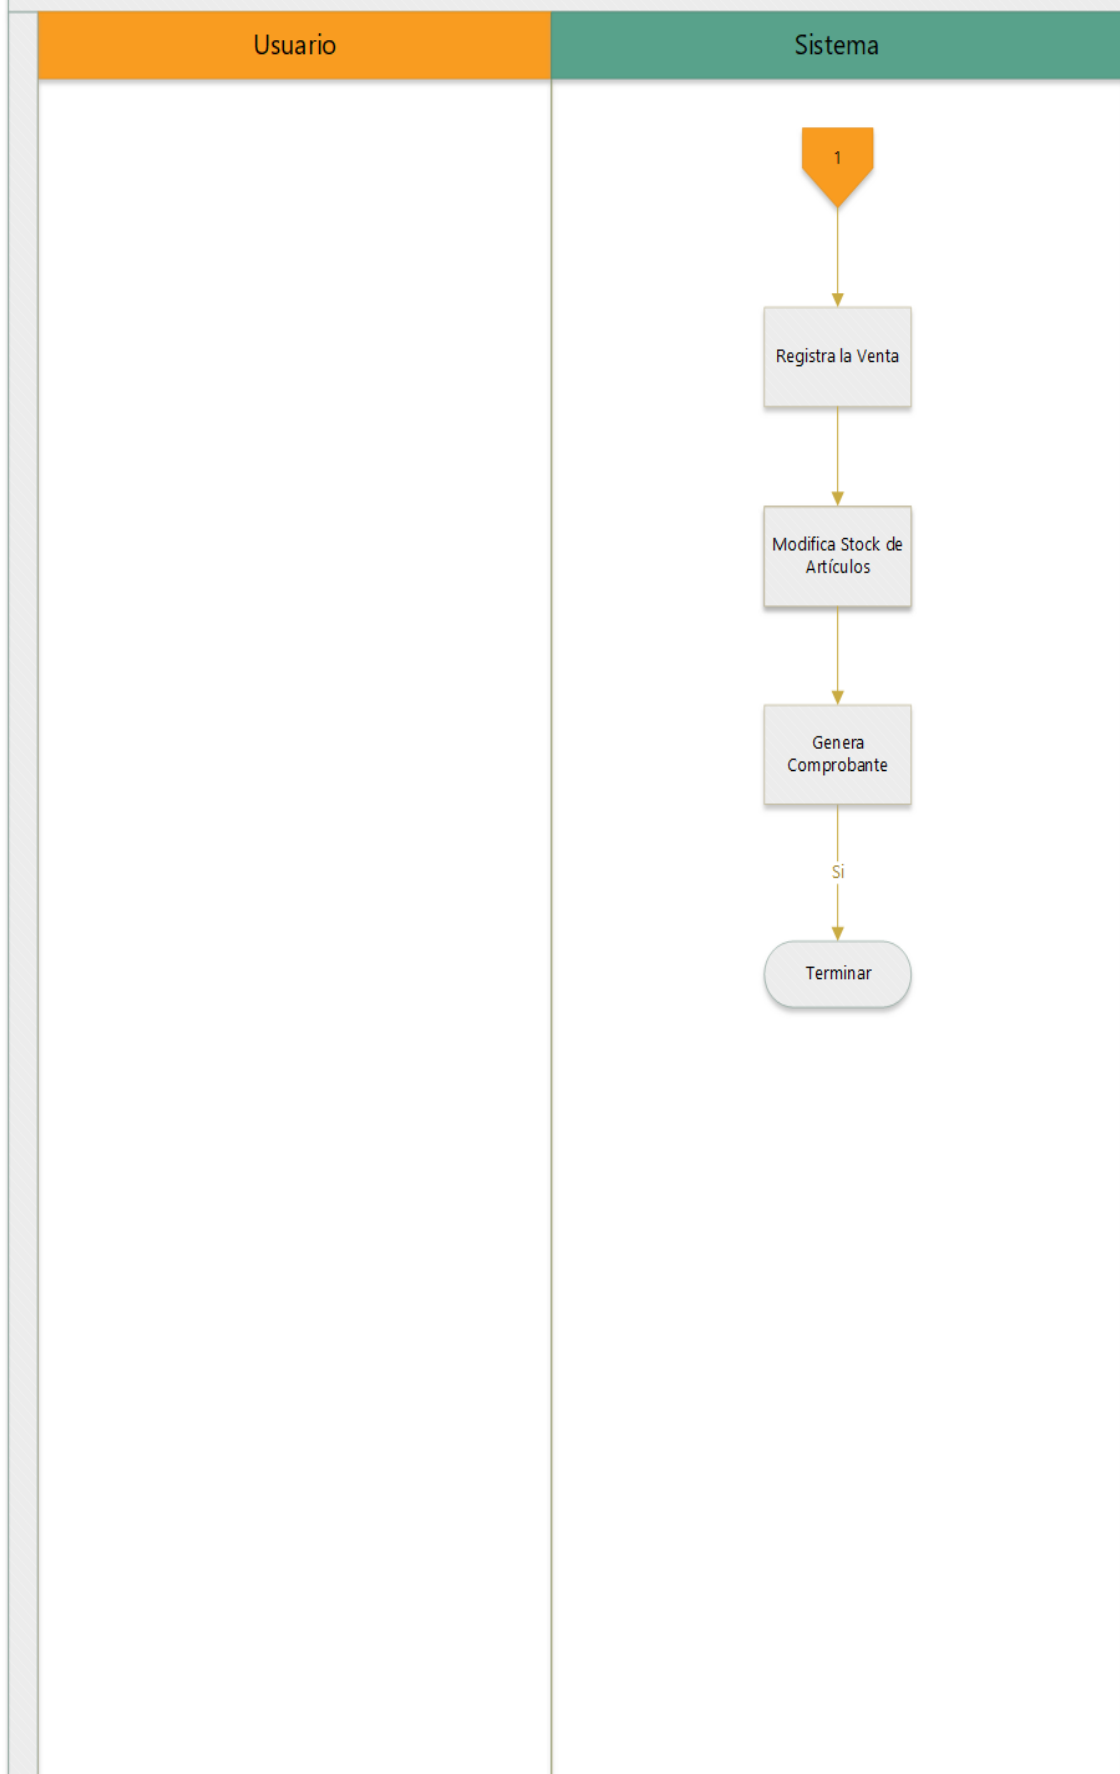 Usuario
Sistema
1
Registra la Venta
Modifica Stock de
Artículos
Genera
Comprobante
Si
Terminar